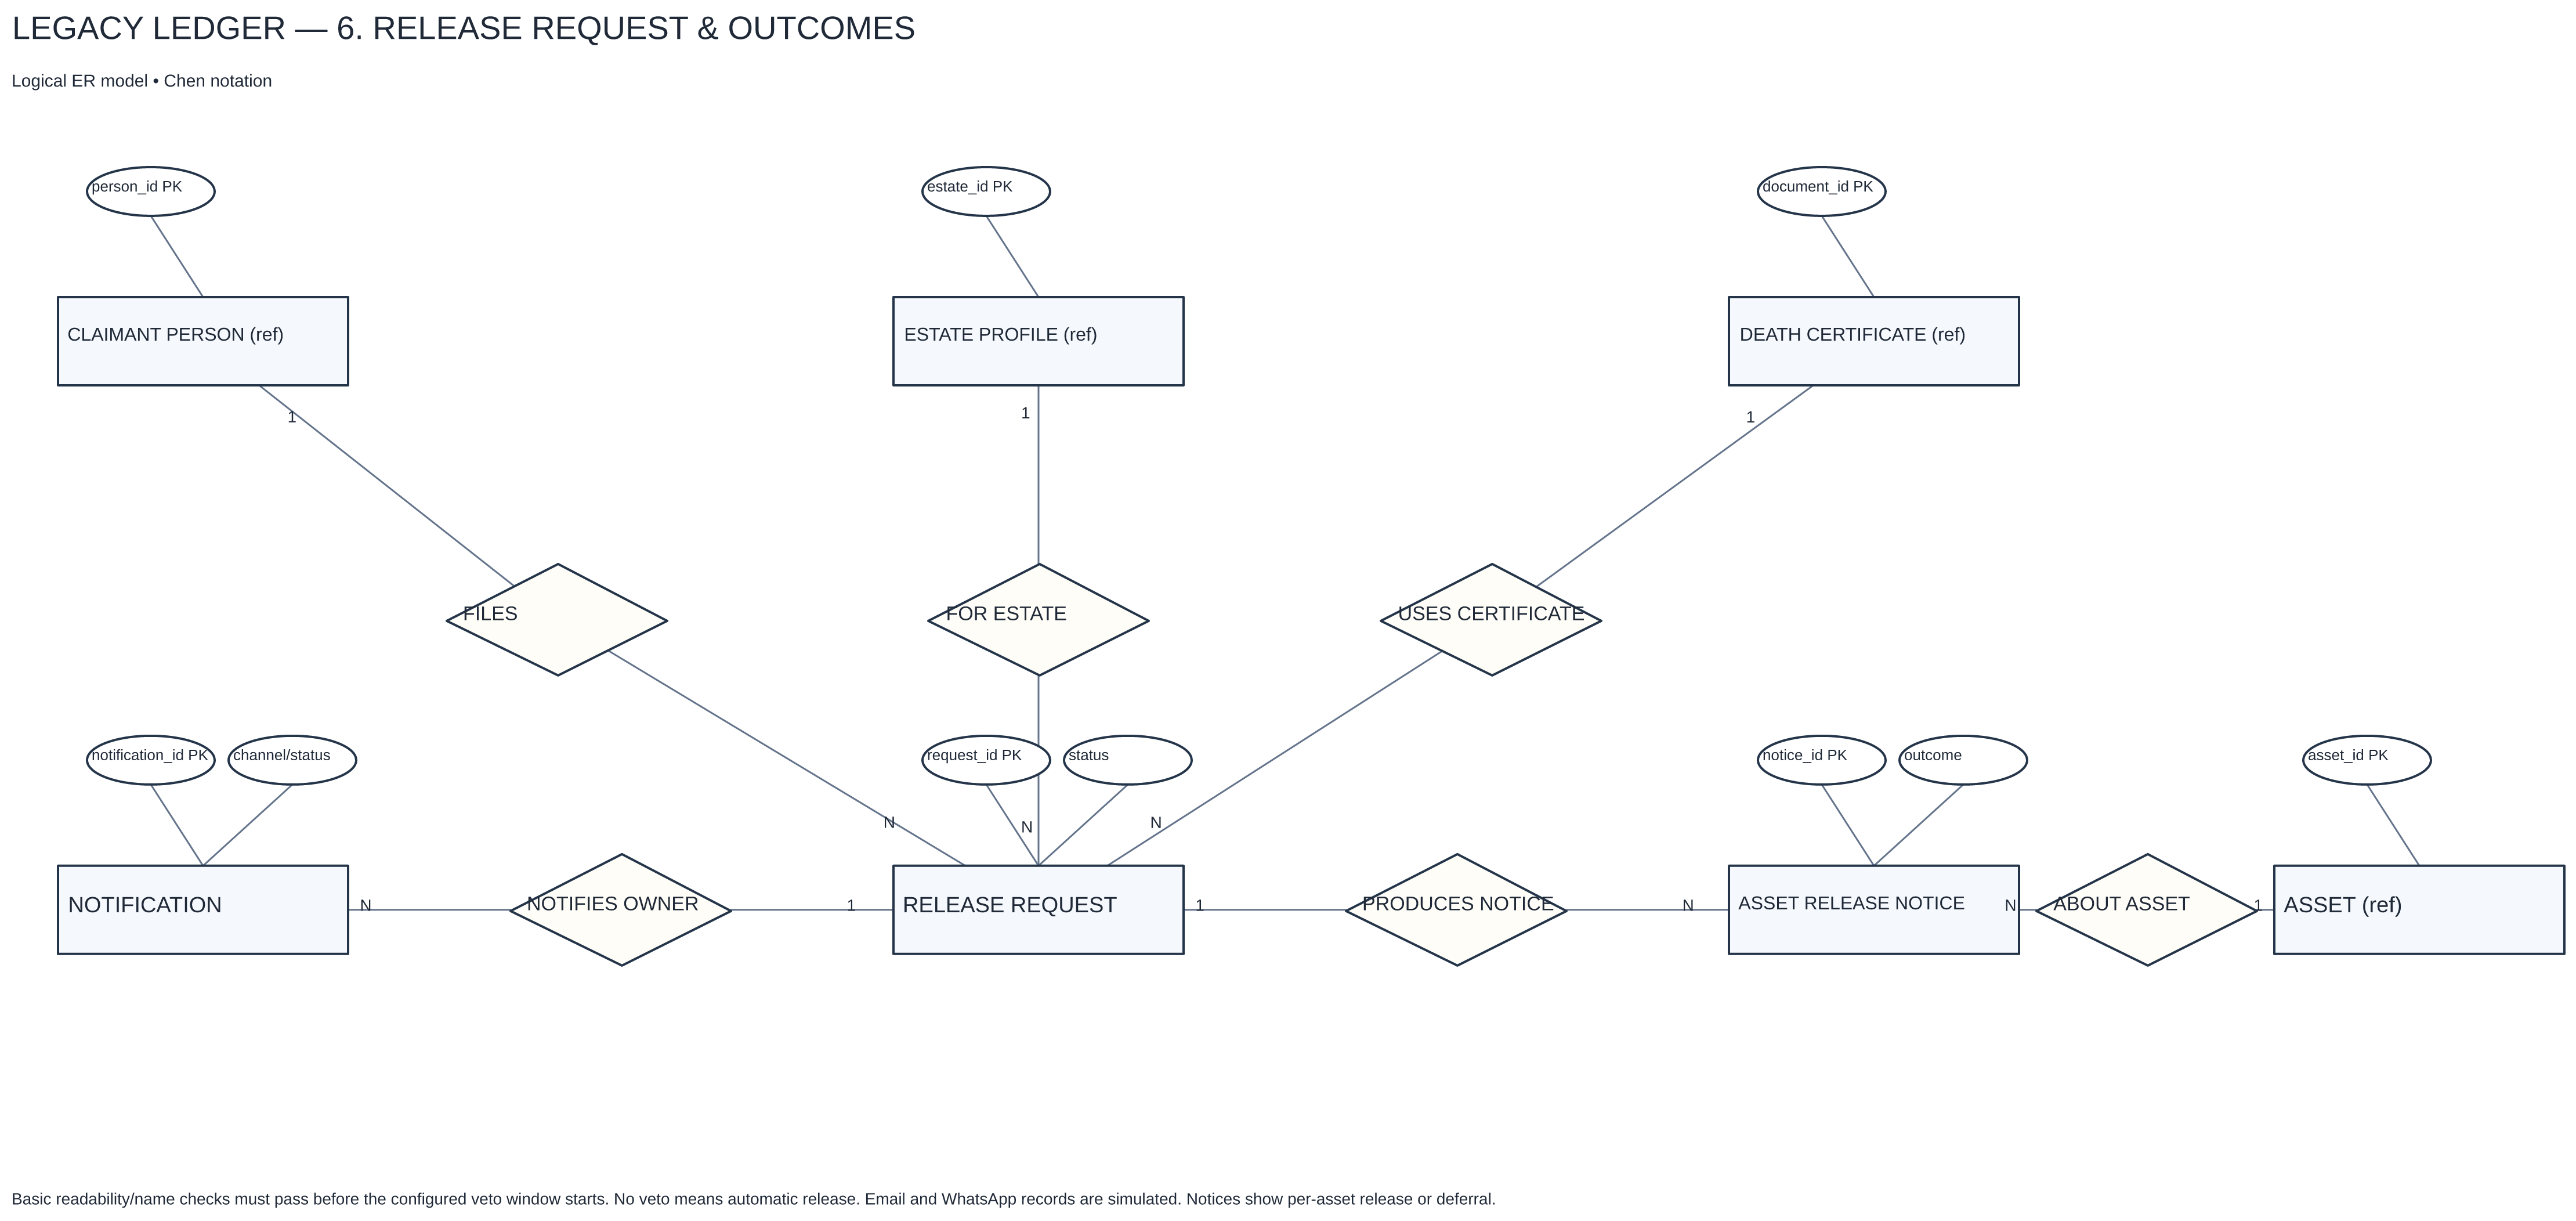 LEGACY LEDGER — 6. RELEASE REQUEST & OUTCOMES
Logical ER model • Chen notation
person_id PK
estate_id PK
document_id PK
CLAIMANT PERSON (ref)
ESTATE PROFILE (ref)
DEATH CERTIFICATE (ref)
1
1
1
FILES
FOR ESTATE
USES CERTIFICATE
notification_id PK
channel/status
request_id PK
status
notice_id PK
outcome
asset_id PK
N
N
N
NOTIFICATION
N
NOTIFIES OWNER
1
RELEASE REQUEST
1
PRODUCES NOTICE
N
ASSET RELEASE NOTICE
N
ABOUT ASSET
1
ASSET (ref)
Basic readability/name checks must pass before the configured veto window starts. No veto means automatic release. Email and WhatsApp records are simulated. Notices show per-asset release or deferral.